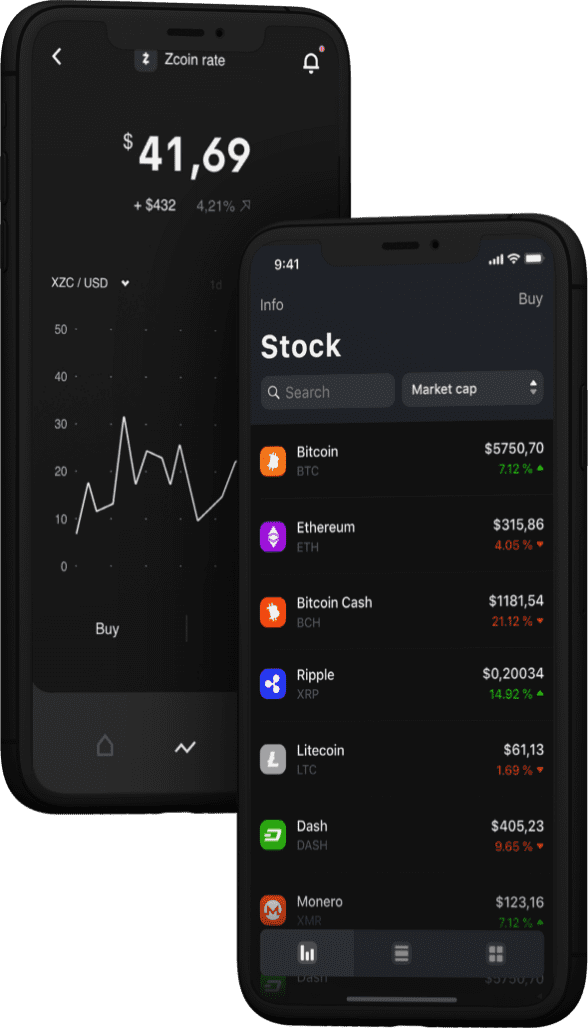 Zcoin rate
$41,69
+ $432 4,21%
XZC / USD 1d
50
40
30
20
10
0
Buy
9:41
Info Buy
Stock
Search Market cap
Bitcoin $5750,70
BTC 7.12 %
Ethereum $315,86
ETH 4.05 %
Bitcoin Cash $1181,54
BCH 21.12 %
Ripple $0,20034
XRP 14.92 %
Litecoin $61,13
LTC 1.69 %
Dash $405,23
DASH 9.65 %
Monero $123,16
XMR 7.12 %
Dash $5750,70